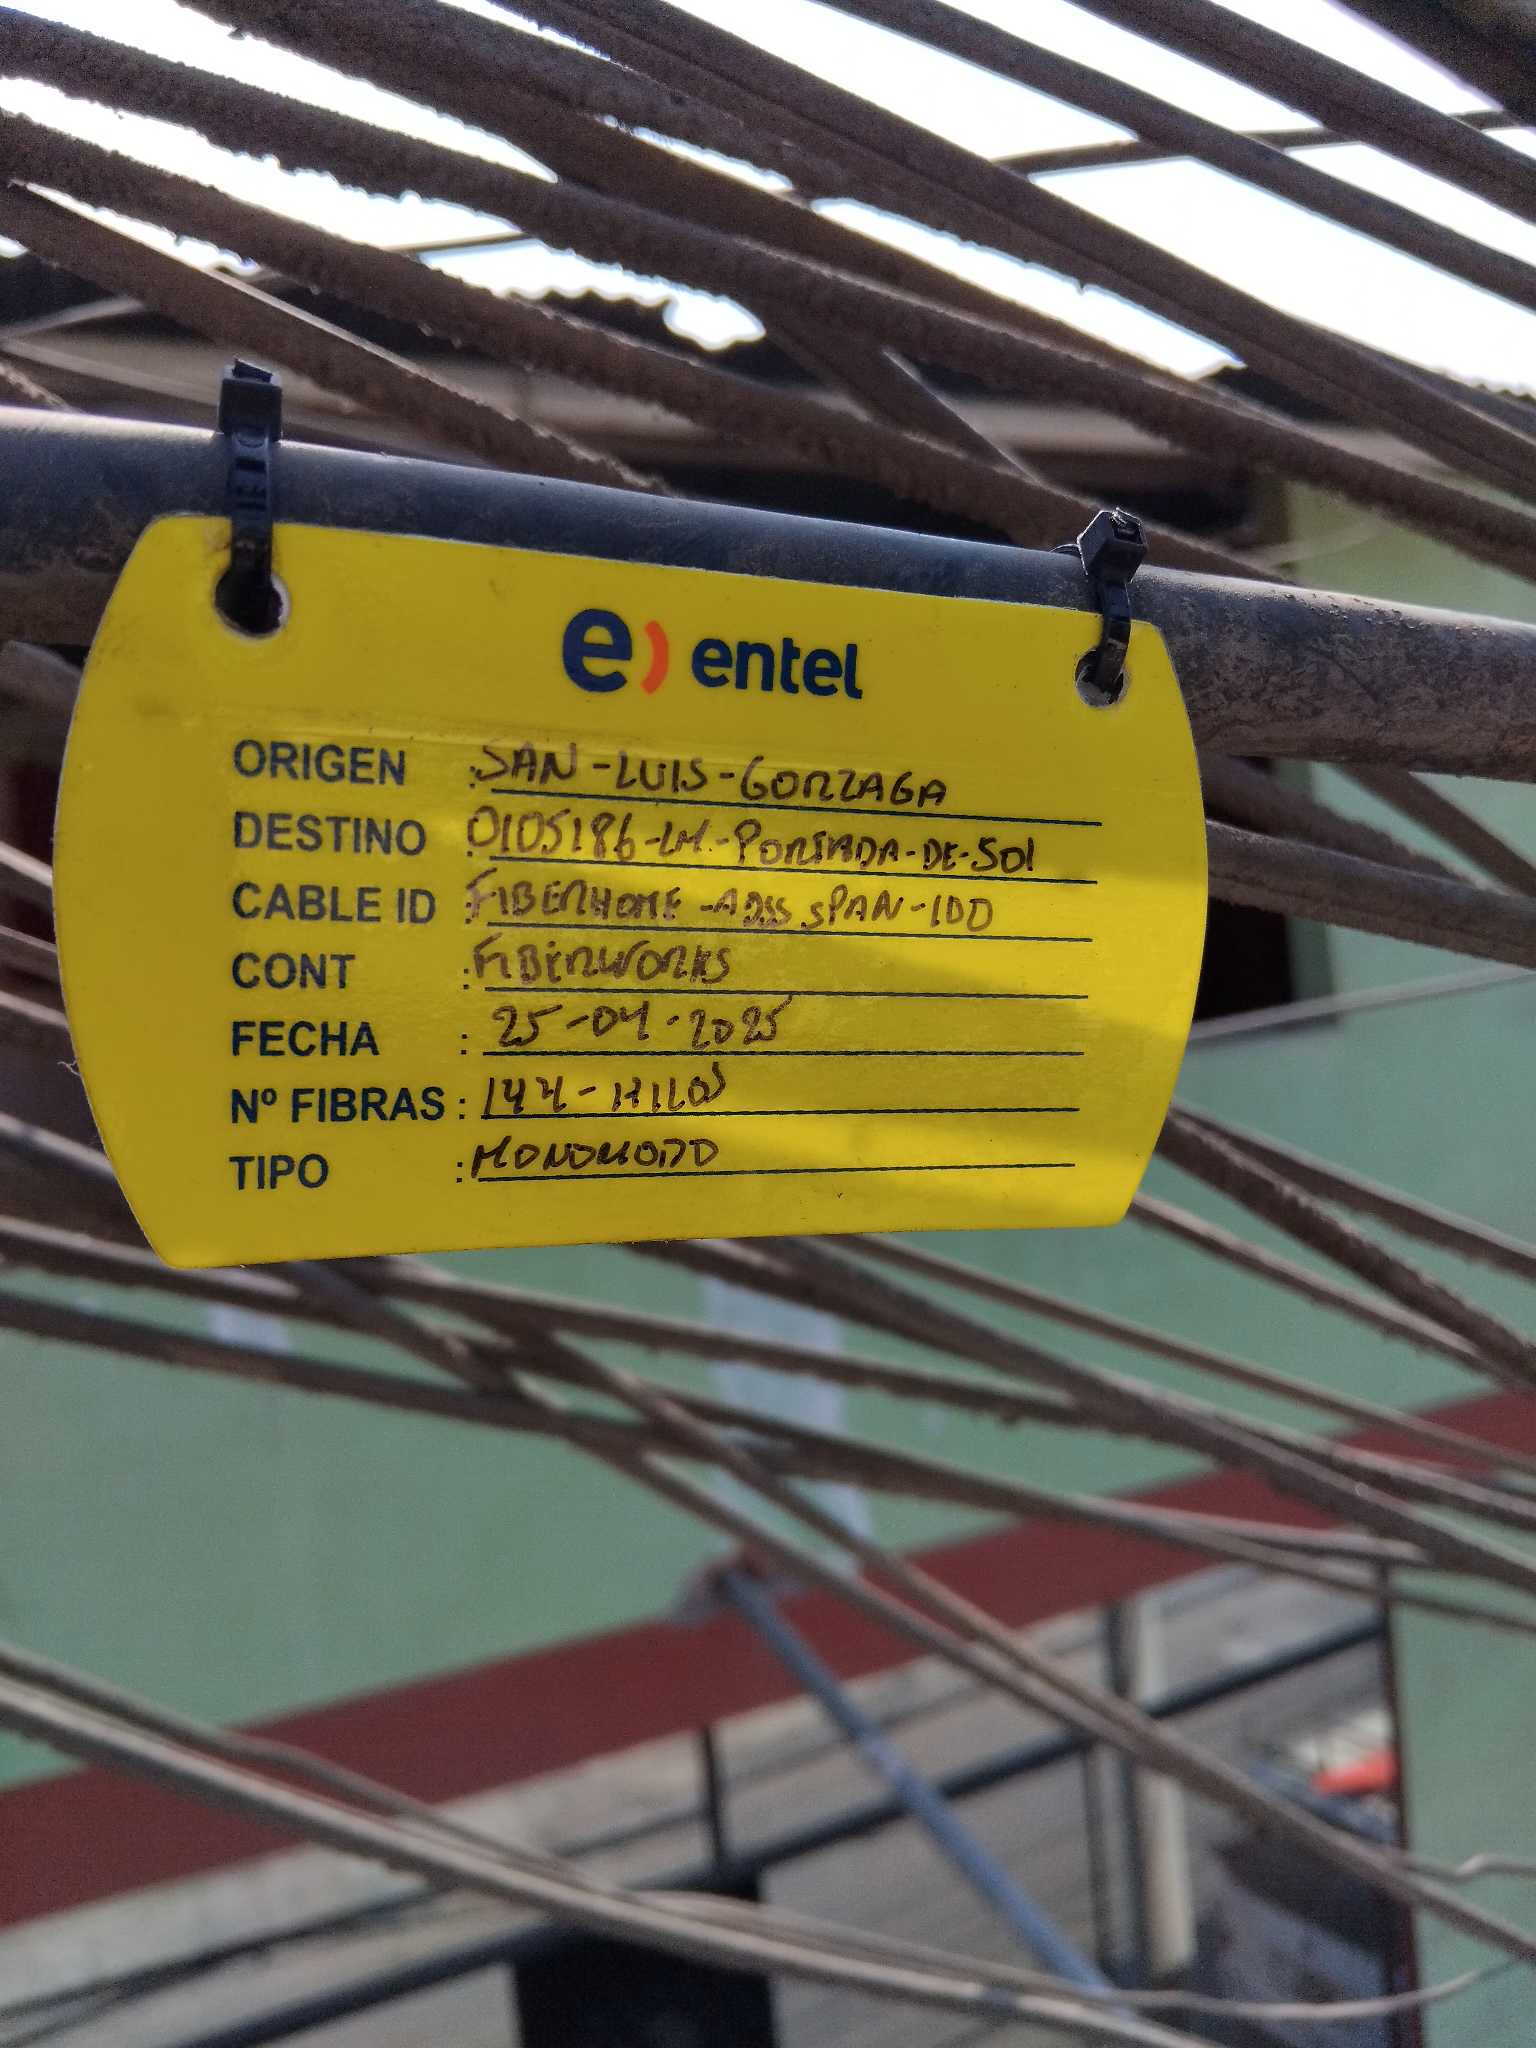 e) entel
ORIGEN : SAN-LUIS-GONZAGA
DESTINO : 0105186-LM-PORTADA-DE-SOl
CABLE ID : FIBERHOME-ADSS SPAN-100
CONT : FIBERWORKS
FECHA : 25-04-2025
Nº FIBRAS : 144-HILOS
TIPO : MONOMODO